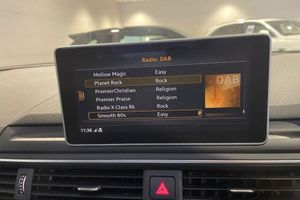 Radio: DAB
Mellow Magic Easy
Planet Rock Rock
PremierChristian Religion
Premier Praise Religion
Radio X Class Rk Rock
Smooth 80s Easy
DAB
11:36